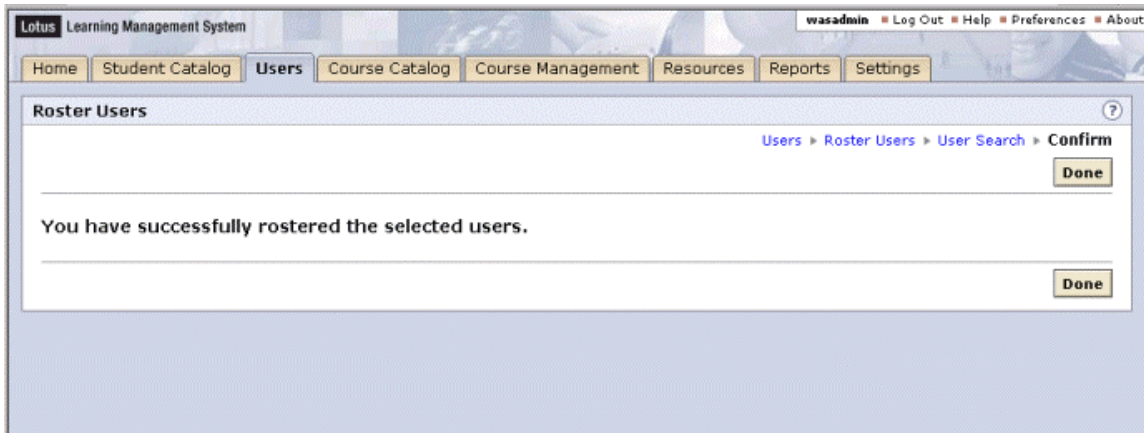 Lotus Learning Management System
wasadmin Log Out Help Preferences About
Home Student Catalog Users Course Catalog Course Management Resources Reports Settings
Roster Users ?
Users Roster Users User Search Confirm
Done
You have successfully rostered the selected users.
Done